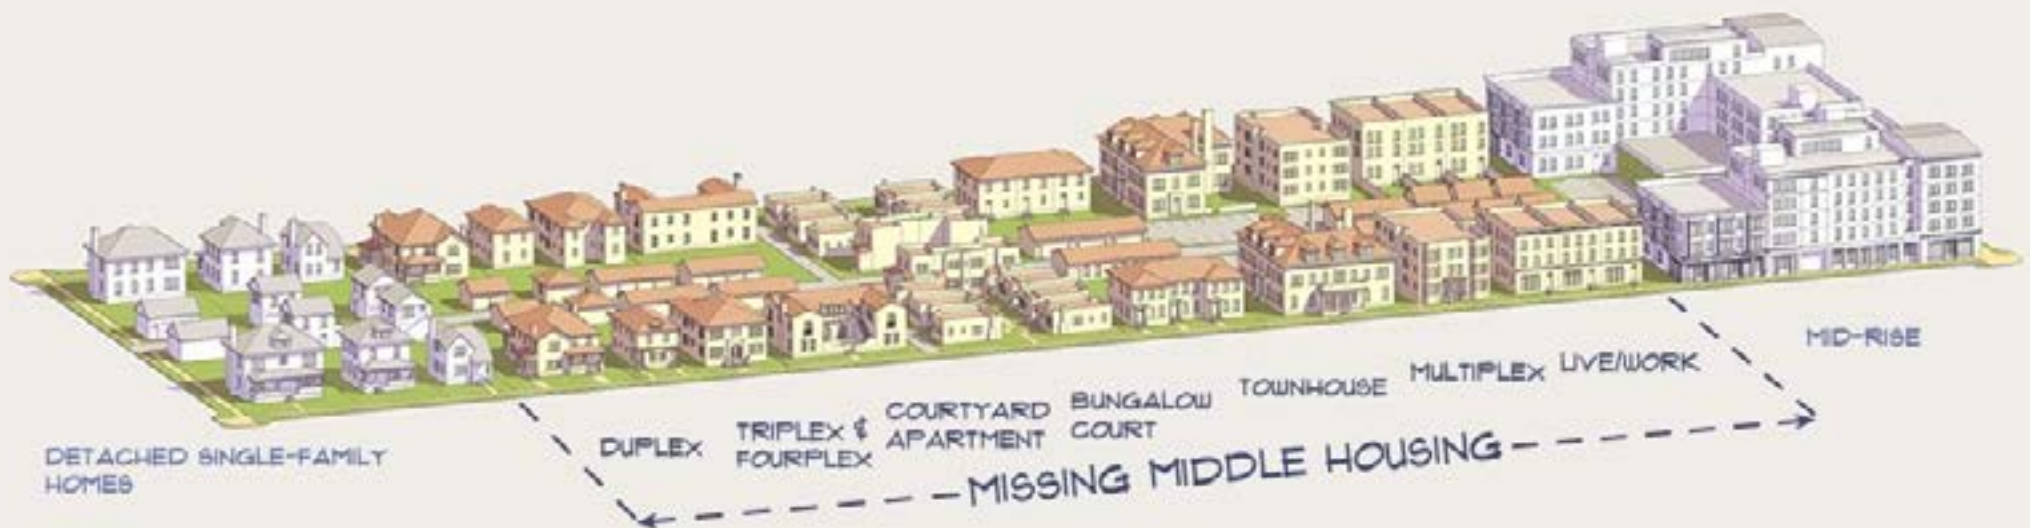 DETACHED SINGLE-FAMILY
HOMES
DUPLEX
TRIPLEX &
FOURPLEX
COURTYARD
APARTMENT
BUNGALOW
COURT
TOWNHOUSE
MULTIPLEX
LIVE/WORK
MID-RISE
MISSING MIDDLE HOUSING